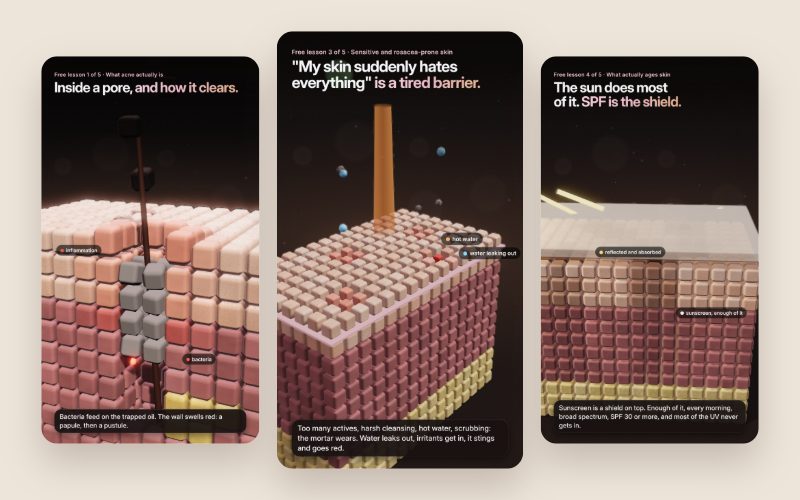 Free lesson 1 of 5 · What acne actually is
Inside a pore, and how it clears.
inflammation
bacteria
Bacteria feed on the trapped oil. The wall swells red: a
papule, then a pustule.
Free lesson 3 of 5 · Sensitive and rosacea-prone skin
"My skin suddenly hates
everything" is a tired barrier.
hot water
water leaking out
Too many actives, harsh cleansing, hot water, scrubbing:
the mortar wears. Water leaks out, irritants get in, it stings
and goes red.
Free lesson 4 of 5 · What actually ages skin
The sun does most
of it. SPF is the shield.
reflected and absorbed
sunscreen, enough of it
Sunscreen is a shield on top. Enough of it, every morning,
broad spectrum, SPF 30 or more, and most of the UV never
gets in.